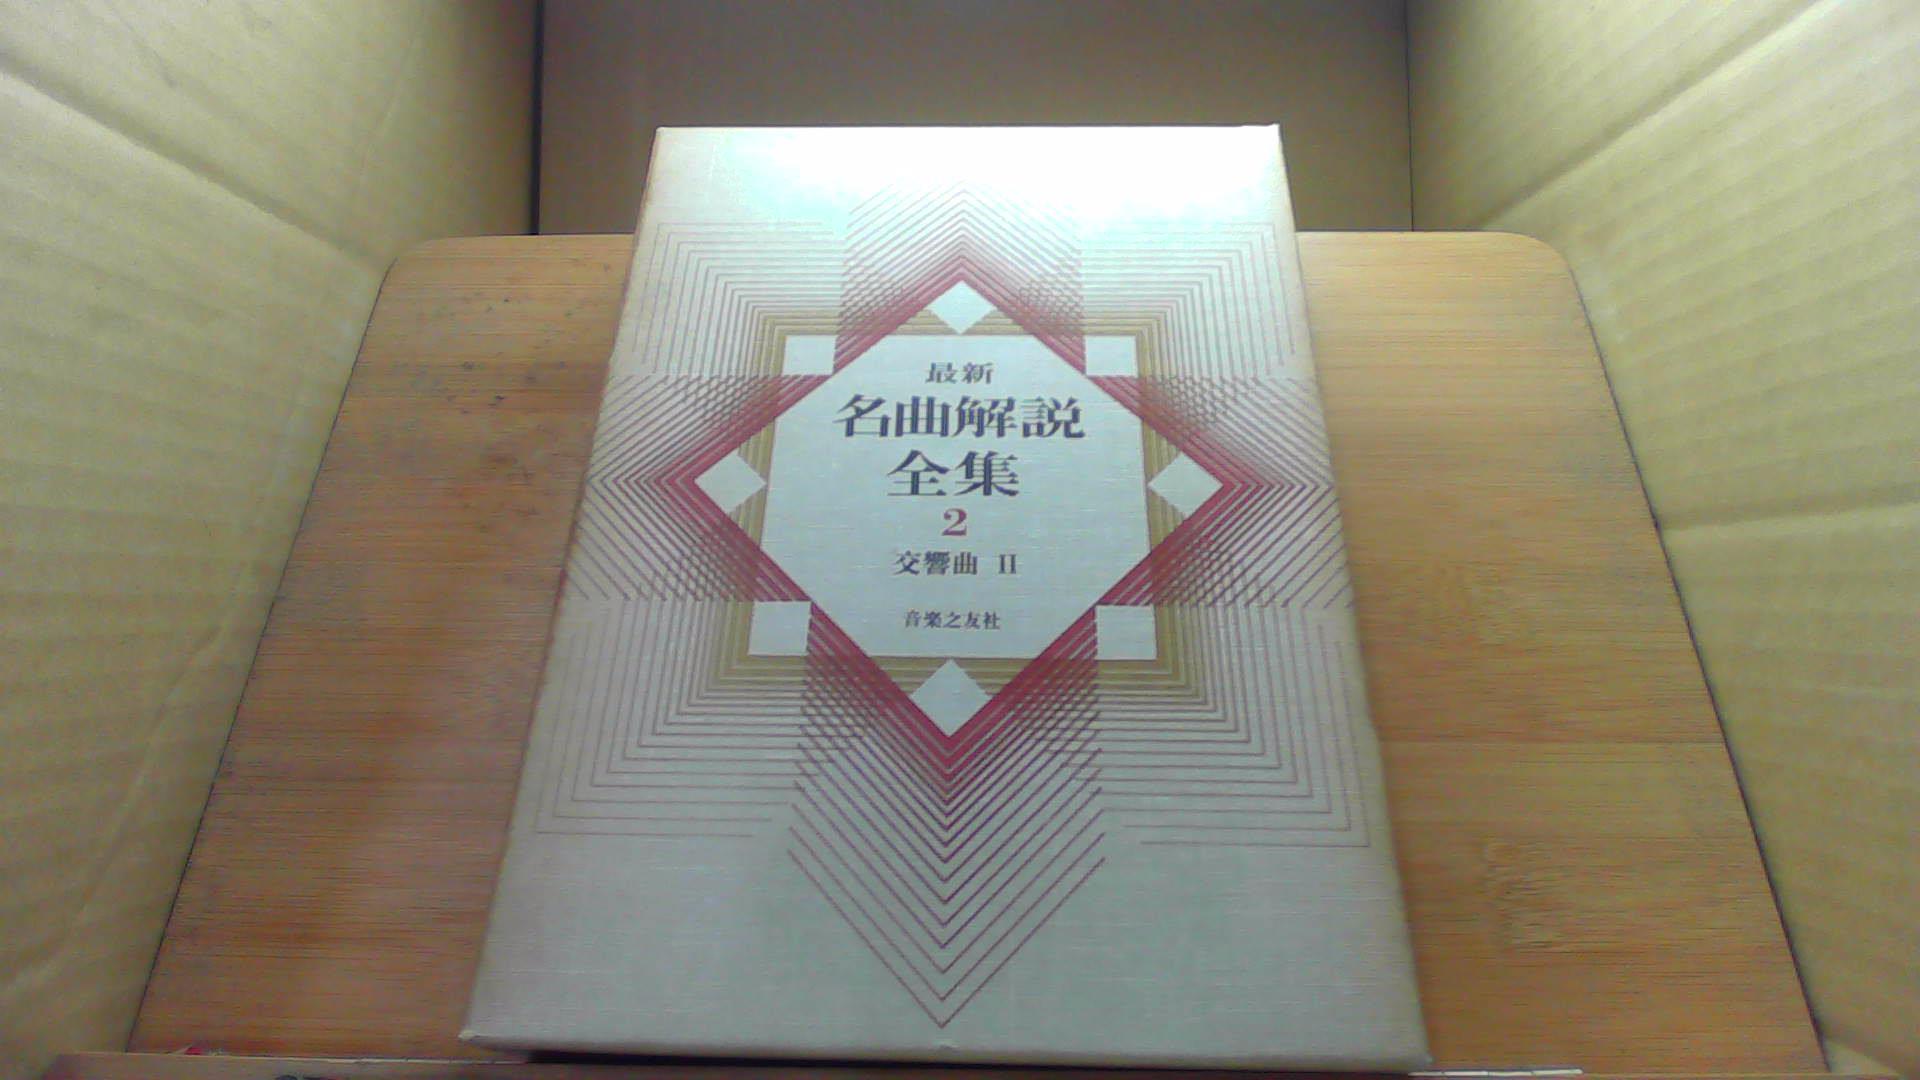 最新
名曲解説
全集
2
交響曲 II
音楽之友社